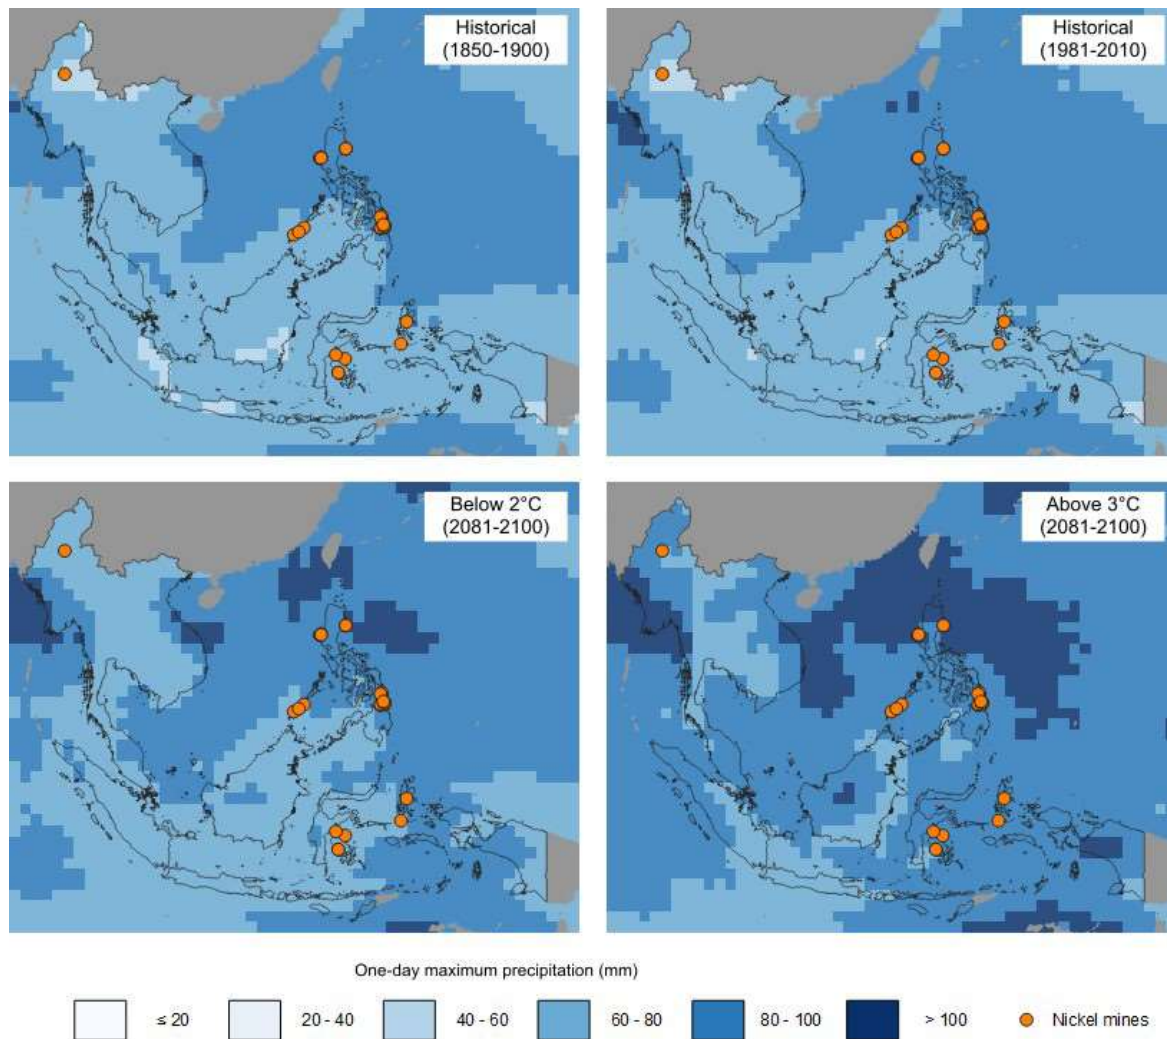 Historical
(1850-1900)
Historical
(1981-2010)
Below 2°C
(2081-2100)
Above 3°C
(2081-2100)
One-day maximum precipitation (mm)
≤ 20
20 - 40
40 - 60
60 - 80
80 - 100
> 100
Nickel mines